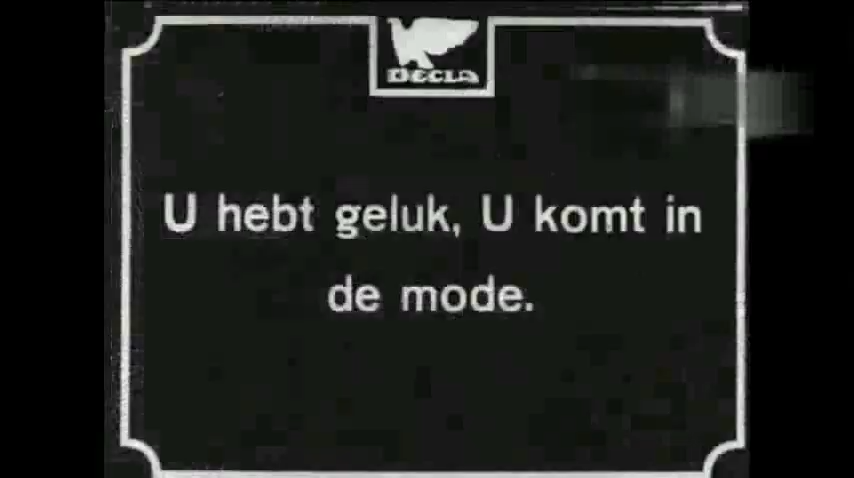 DECLA
U hebt geluk, U komt in
de mode.